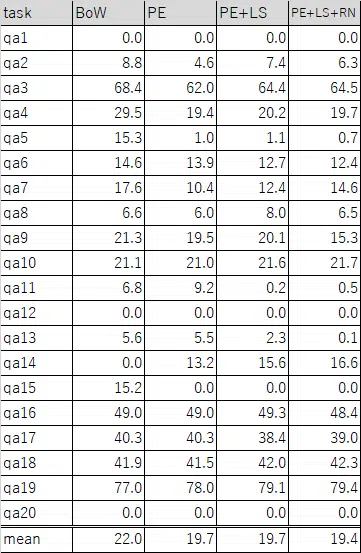 task BoW PE PE+LS PE+LS+RN
qa1 0.0 0.0 0.0 0.0
qa2 8.8 4.6 7.4 6.3
qa3 68.4 62.0 64.4 64.5
qa4 29.5 19.4 20.2 19.7
qa5 15.3 1.0 1.1 0.7
qa6 14.6 13.9 12.7 12.4
qa7 17.6 10.4 12.4 14.6
qa8 6.6 6.0 8.0 6.5
qa9 21.3 19.5 20.1 15.3
qa10 21.1 21.0 21.6 21.7
qa11 6.8 9.2 0.2 0.5
qa12 0.0 0.0 0.0 0.0
qa13 5.6 5.5 2.3 0.1
qa14 0.0 13.2 15.6 16.6
qa15 15.2 0.0 0.0 0.0
qa16 49.0 49.0 49.3 48.4
qa17 40.3 40.3 38.4 39.0
qa18 41.9 41.5 42.0 42.3
qa19 77.0 78.0 79.1 79.4
qa20 0.0 0.0 0.0 0.0
mean 22.0 19.7 19.7 19.4